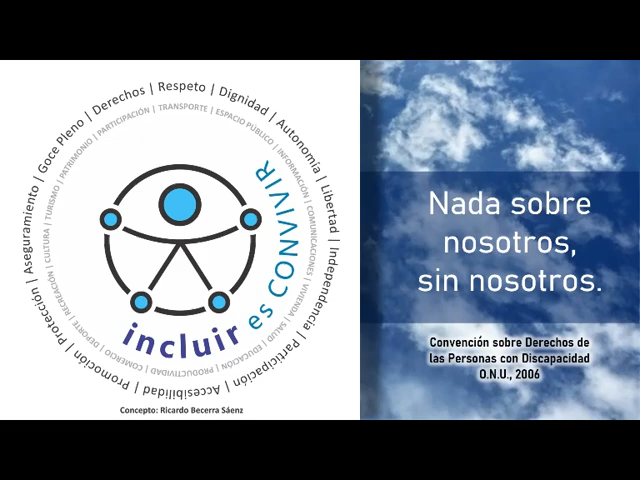 Aseguramiento | Goce Pleno | Derechos | Respeto | Dignidad | Autonomía | Libertad | Independencia | Participación | Accesibilidad | Promoción | Protección |
CULTURA | TURISMO | PATRIMONIO | PARTICIPACIÓN | TRANSPORTE | ESPACIO PÚBLICO | INFORMACIÓN | COMUNICACIONES | VIVIENDA | SALUD | EDUCACIÓN | PRODUCTIVIDAD | COMERCIO | DEPORTE | RECREACIÓN |
incluir es CONVIVIR
Concepto: Ricardo Becerra Sáenz
Nada sobre
nosotros,
sin nosotros.
Convención sobre Derechos de
las Personas con Discapacidad
O.N.U., 2006